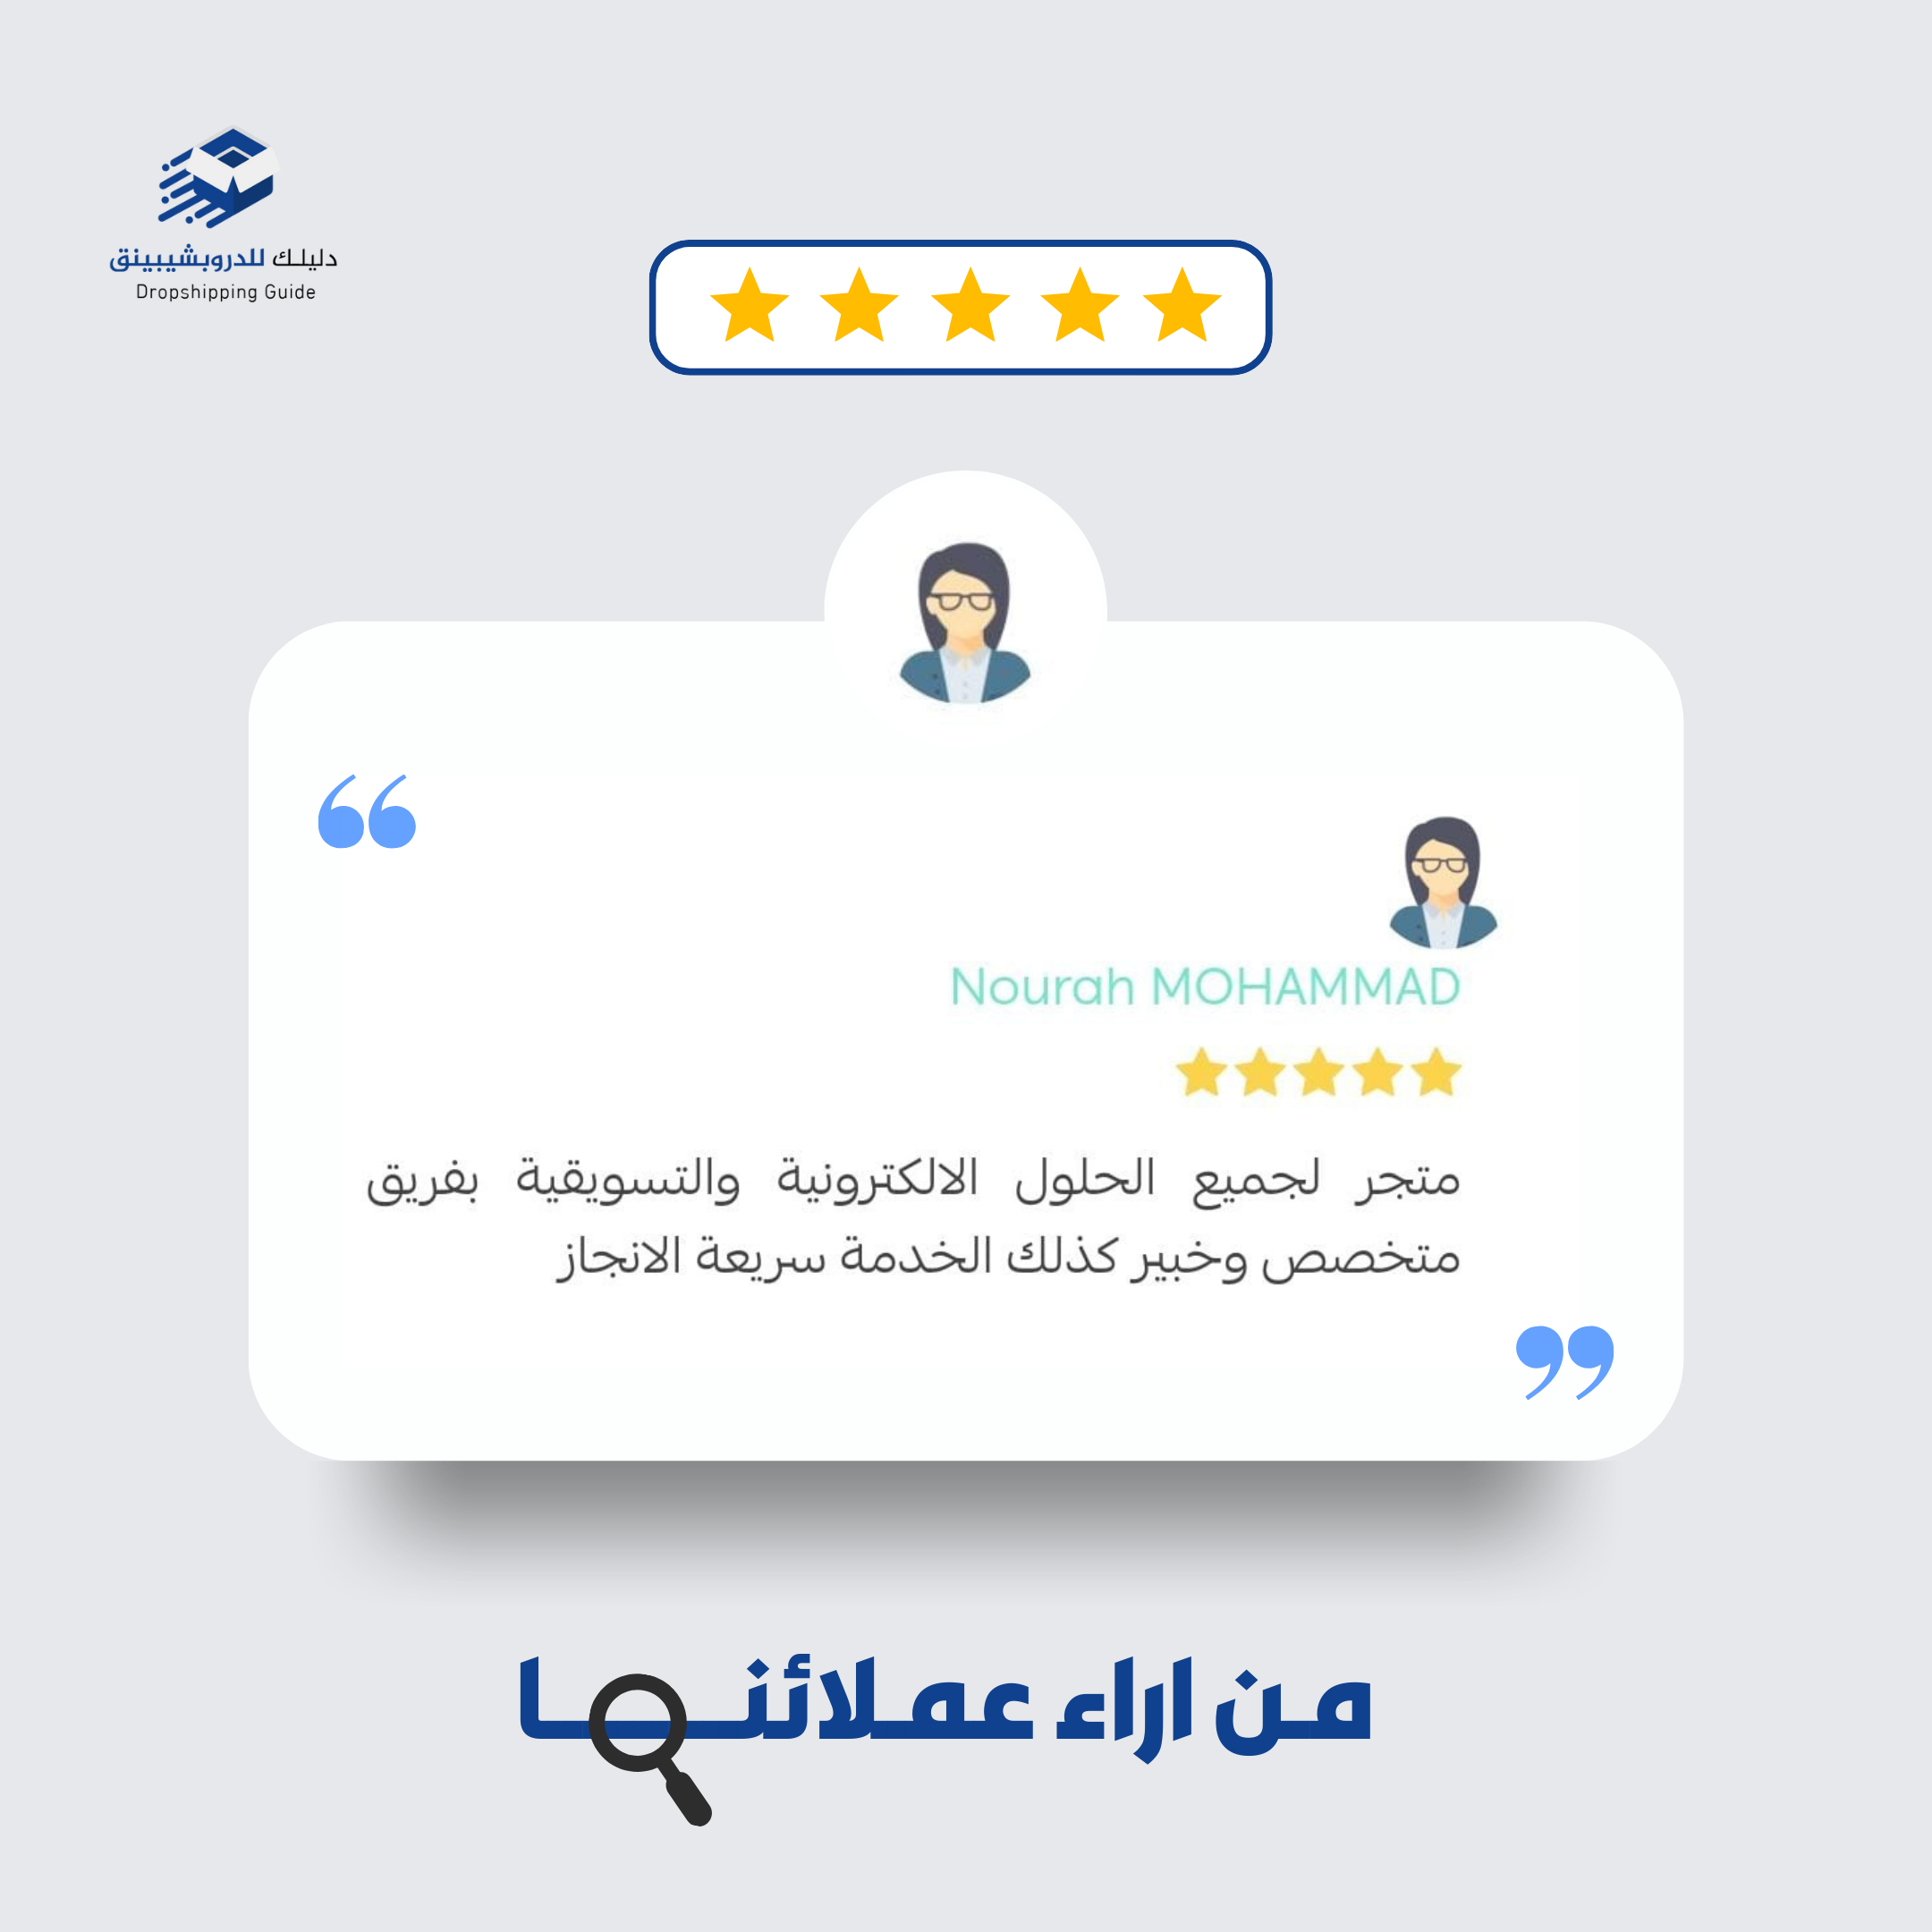 دليلك للدروبشيبينق
Dropshipping Guide
Nourah MOHAMMAD
متجر لجميع الحلول الالكترونية والتسويقية بفريق
متخصص وخبير كذلك الخدمة سريعة الانجاز
من اراء عملائنا